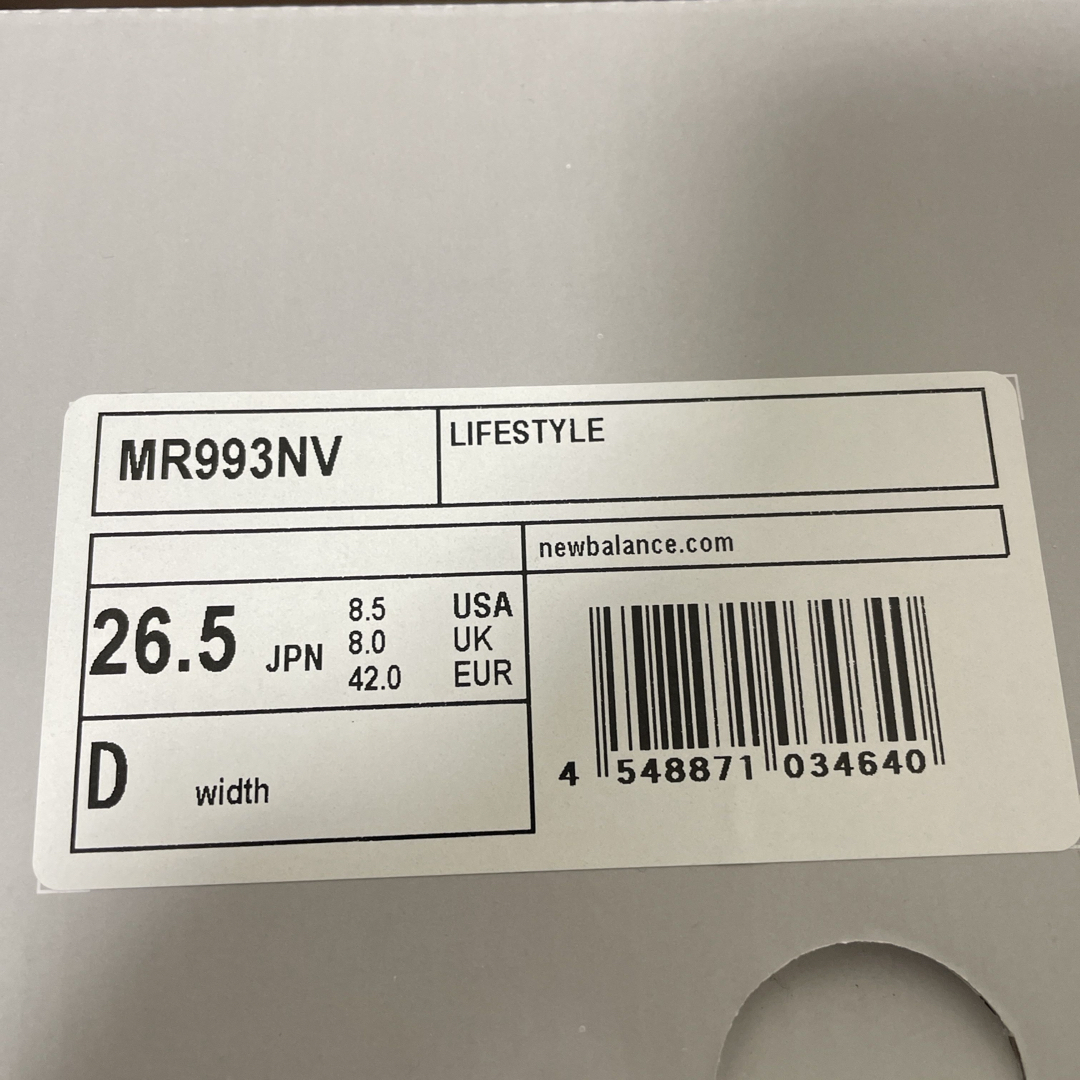 MR993NV
LIFESTYLE
newbalance.com
26.5 JPN
8.5 USA
8.0 UK
42.0 EUR
D width
4 548871 034640